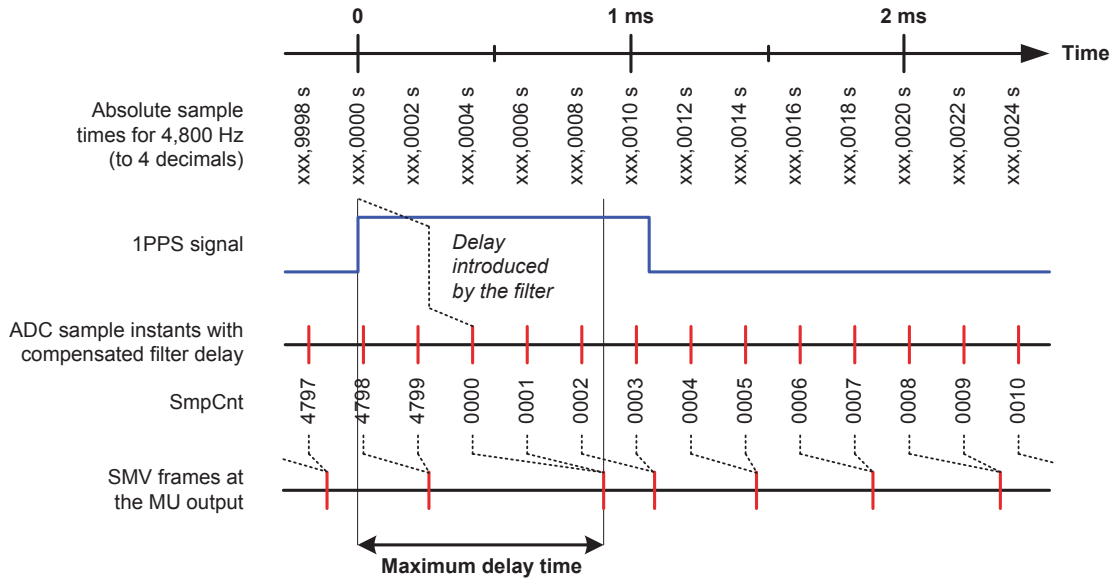 0
1 ms
2 ms
Time
Absolute sample
times for 4,800 Hz
(to 4 decimals)
xxx,9998 s
xxx,0000 s
xxx,0002 s
xxx,0004 s
xxx,0006 s
xxx,0008 s
xxx,0010 s
xxx,0012 s
xxx,0014 s
xxx,0016 s
xxx,0018 s
xxx,0020 s
xxx,0022 s
xxx,0024 s
1PPS signal
Delay
introduced
by the filter
ADC sample instants with
compensated filter delay
SmpCnt
4797
4798
4799
0000
0001
0002
0003
0004
0005
0006
0007
0008
0009
0010
SMV frames at
the MU output
Maximum delay time